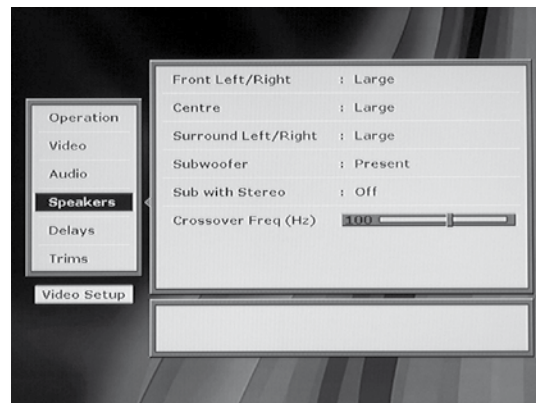 Operation
Video
Audio
Speakers
Delays
Trims
Video Setup
Front Left/Right : Large
Centre : Large
Surround Left/Right : Large
Subwoofer : Present
Sub with Stereo : Off
Crossover Freq (Hz) 100